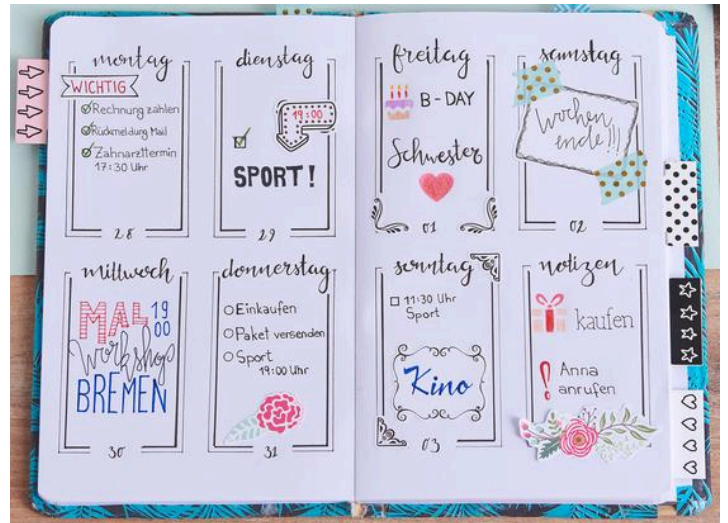 montag
WICHTIG
Rechnung zahlen
Rückmeldung Mail
Zahnarzttermin
17:30 Uhr
28
dienstag
19:00
SPORT!
29
mittwoch
MAL 19
00
Workshop
BREMEN
30
donnerstag
Einkaufen
Paket versenden
Sport
19:00 Uhr
31
freitag
B-DAY
Schwester
01
samstag
Wochen
ende!!!
02
sonntag
11:30 Uhr
Sport
Kino
03
notizen
kaufen
! Anna
anrufen